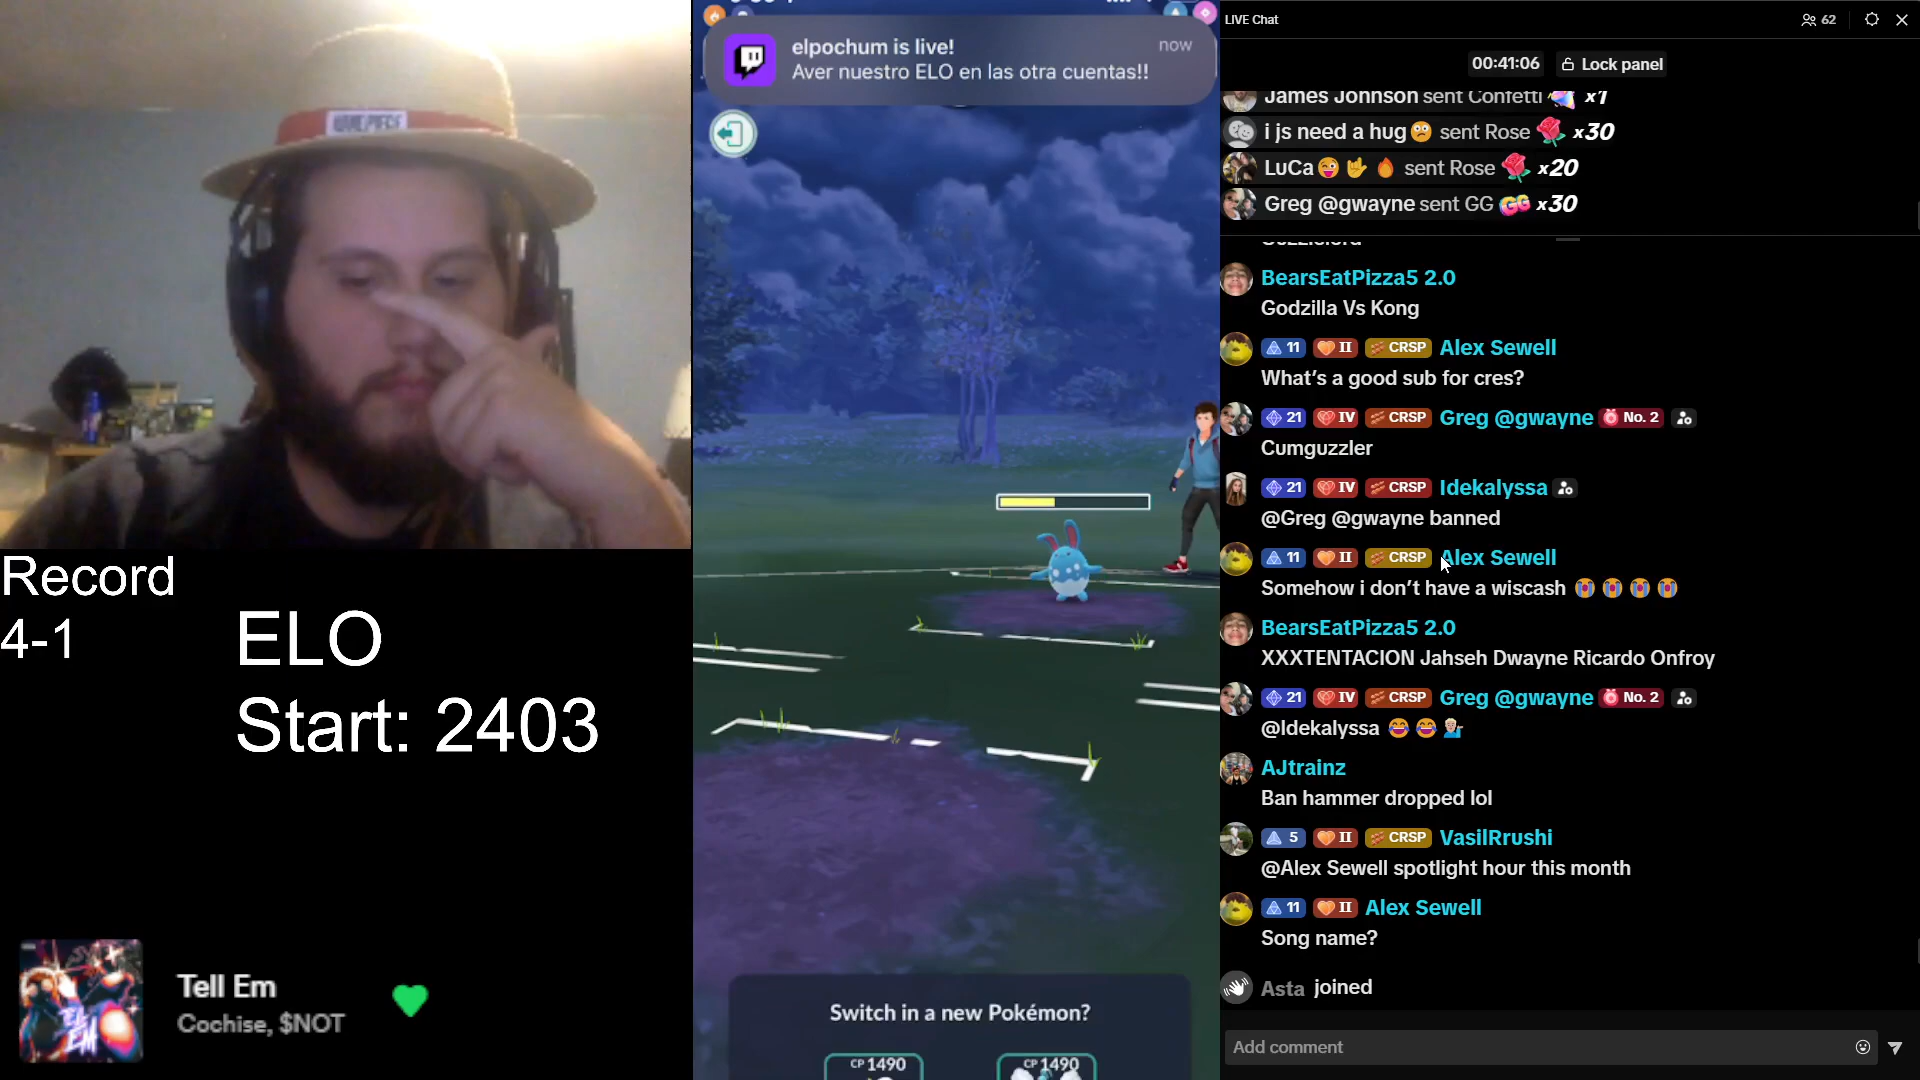 Record
4-1
ELO
Start: 2403
Tell Em
Cochise, $NOT
elpochum is live!
now
Aver nuestro ELO en las otra cuentas!!
Switch in a new Pokémon?
CP 1490
CP 1490
LIVE Chat
62
00:41:06
Lock panel
James Johnson sent Confetti x1
i js need a hug😕 sent Rose 🌹 x30
LuCa😜🤟🔥 sent Rose 🌹 x20
Greg @gwayne sent GG GG x30
BearsEatPizza5 2.0
Godzilla Vs Kong
11 II CRSP Alex Sewell
What's a good sub for cres?
21 IV CRSP Greg @gwayne No. 2
Cumguzzler
21 IV CRSP Idekalyssa
@Greg @gwayne banned
11 II CRSP Alex Sewell
Somehow i don't have a wiscash 😭😭😭😭
BearsEatPizza5 2.0
XXXTENTACION Jahseh Dwayne Ricardo Onfroy
21 IV CRSP Greg @gwayne No. 2
@Idekalyssa 😂😂💁🏼‍♂️
AJtrainz
Ban hammer dropped lol
5 II CRSP VasilRrushi
@Alex Sewell spotlight hour this month
11 II Alex Sewell
Song name?
Asta joined
Add comment